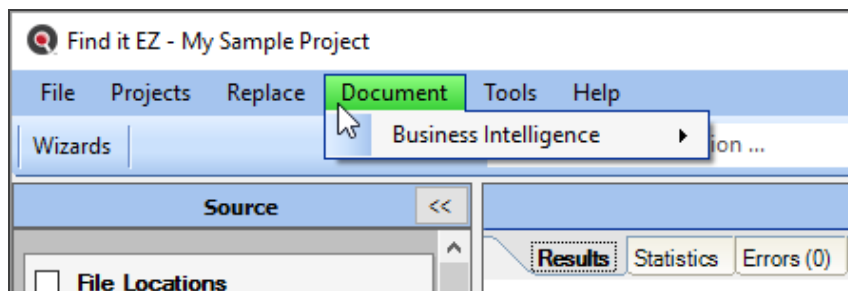 Find it EZ - My Sample Project
File Projects Replace Document Tools Help
Wizards
Business Intelligence
ion ...
Source <<
Results Statistics Errors (0)
File Locations